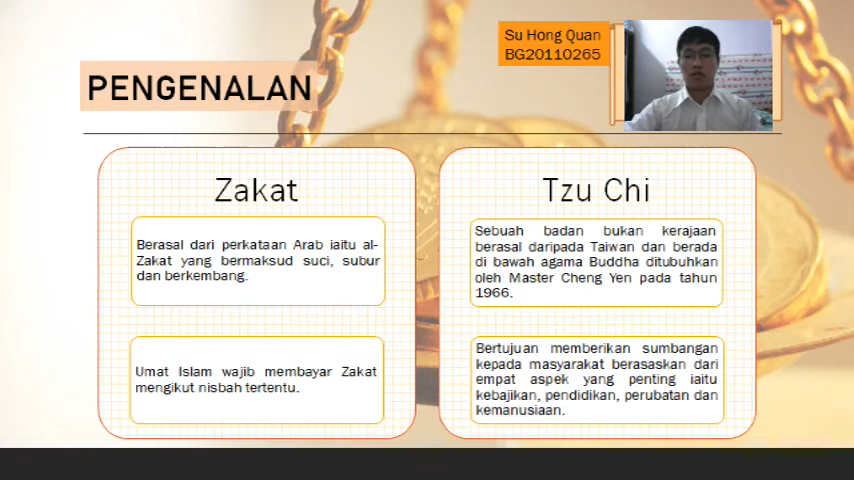 Su Hong Quan
BG20110265
PENGENALAN
Zakat
Berasal dari perkataan Arab iaitu al-
Zakat yang bermaksud suci, subur
dan berkembang.
Umat Islam wajib membayar Zakat
mengikut nisbah tertentu.
Tzu Chi
Sebuah badan bukan kerajaan
berasal daripada Taiwan dan berada
di bawah agama Buddha ditubuhkan
oleh Master Cheng Yen pada tahun
1966.
Bertujuan memberikan sumbangan
kepada masyarakat berasaskan dari
empat aspek yang penting iaitu
kebajikan, pendidikan, perubatan dan
kemanusiaan.